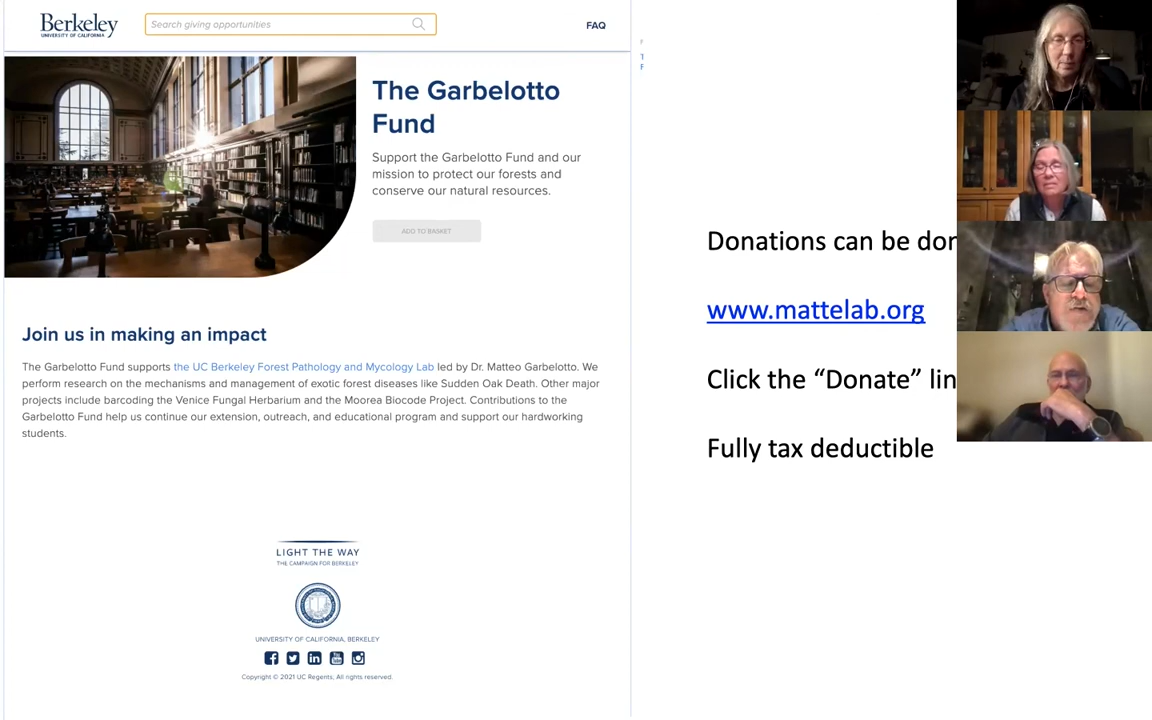 Berkeley
UNIVERSITY OF CALIFORNIA
Search giving opportunities
FAQ
The Garbelotto
Fund
Support the Garbelotto Fund and our
mission to protect our forests and
conserve our natural resources.
ADD TO BASKET
Join us in making an impact
The Garbelotto Fund supports the UC Berkeley Forest Pathology and Mycology Lab led by Dr. Matteo Garbelotto. We
perform research on the mechanisms and management of exotic forest diseases like Sudden Oak Death. Other major
projects include barcoding the Venice Fungal Herbarium and the Moorea Biocode Project. Contributions to the
Garbelotto Fund help us continue our extension, outreach, and educational program and support our hardworking
students.
LIGHT THE WAY
THE CAMPAIGN FOR BERKELEY
UNIVERSITY OF CALIFORNIA, BERKELEY
Copyright © 2021 UC Regents, All rights reserved.
Donations can be
www.mattelab.org
Click the “Donate”
Fully tax deductible